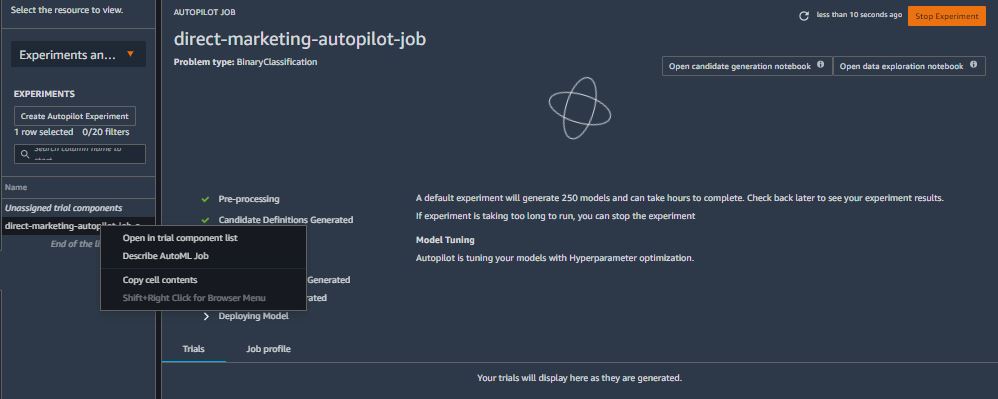 Select the resource to view.
Experiments an...
EXPERIMENTS
Create Autopilot Experiment
1 row selected 0/20 filters
Search column name to
start
Name
Unassigned trial components
direct-marketing-autopilot-job
End of the li
Open in trial component list
Describe AutoML Job
Copy cell contents
Shift+Right Click for Browser Menu
AUTOPILOT JOB
less than 10 seconds ago
Stop Experiment
direct-marketing-autopilot-job
Problem type: BinaryClassification
Open candidate generation notebook
Open data exploration notebook
Pre-processing
Candidate Definitions Generated
Generated
rated
Deploying Model
A default experiment will generate 250 models and can take hours to complete. Check back later to see your experiment results.
If experiment is taking too long to run, you can stop the experiment
Model Tuning
Autopilot is tuning your models with Hyperparameter optimization.
Trials
Job profile
Your trials will display here as they are generated.